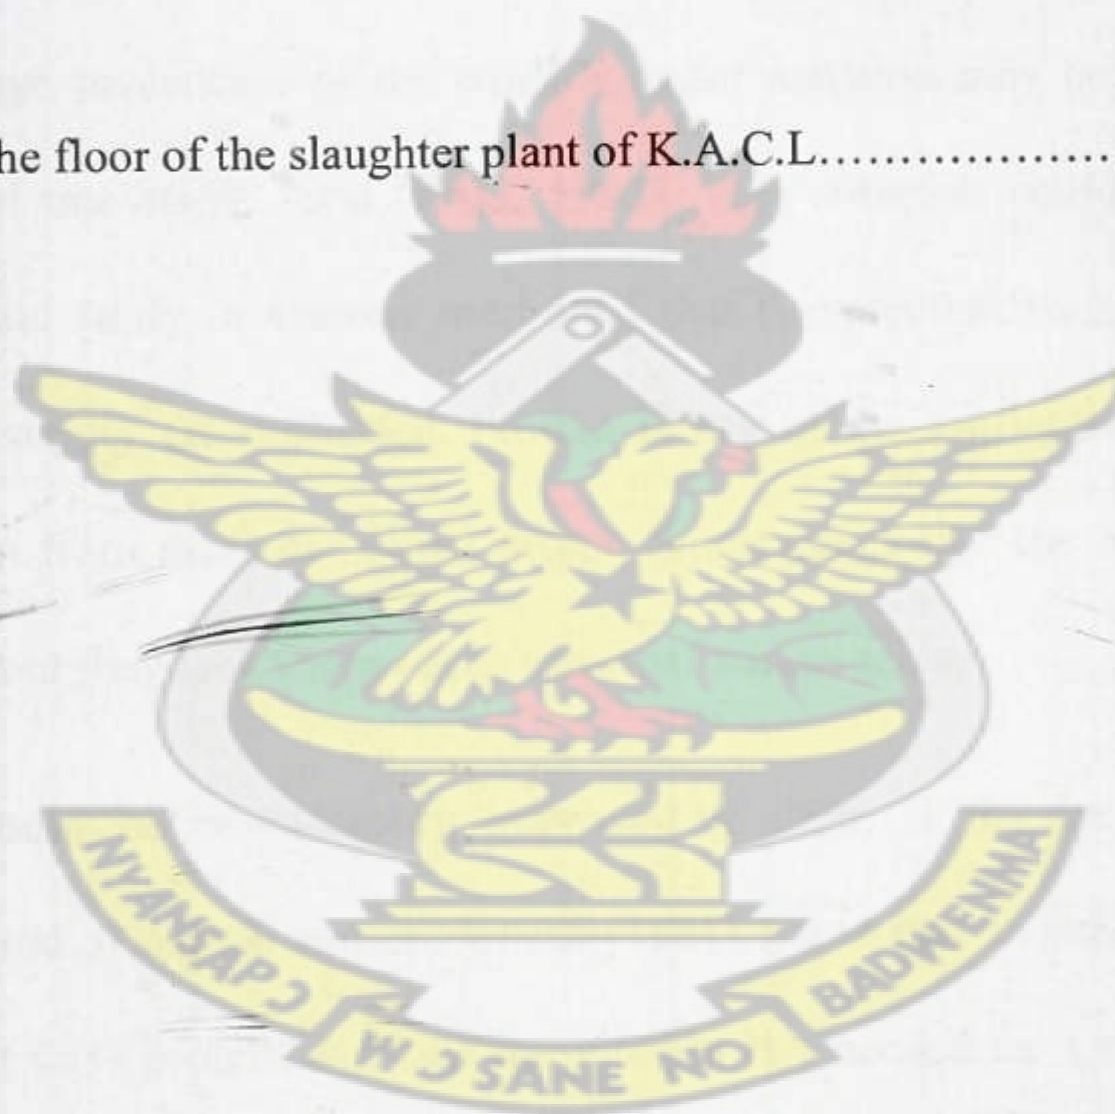 he floor of the slaughter plant of K.A.C.L...................
NYANSAPƆ
WƆSANE NO
BADWENMA